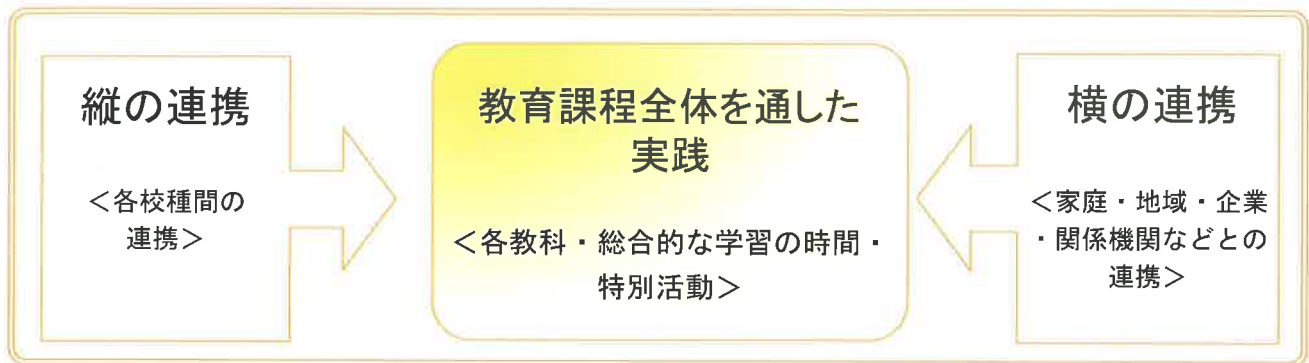 縦の連携
＜各校種間の
連携＞
教育課程全体を通した
実践
＜各教科・総合的な学習の時間・
特別活動＞
横の連携
＜家庭・地域・企業
・関係機関などとの
連携＞